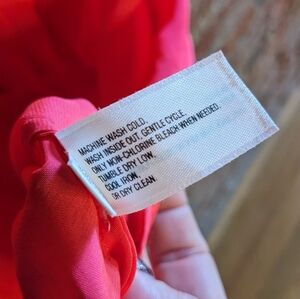 MACHINE WASH COLD.
WASH INSIDE OUT. GENTLE CYCLE.
ONLY NON-CHLORINE BLEACH WHEN NEEDED.
TUMBLE DRY LOW.
COOL IRON.
OR DRY CLEAN.